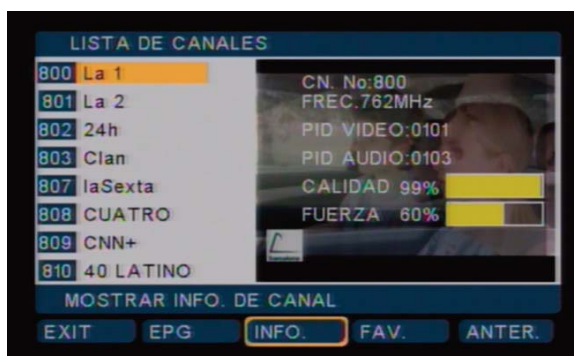 LISTA DE CANALES
800 La 1
801 La 2
802 24h
803 Clan
807 laSexta
808 CUATRO
809 CNN+
810 40 LATINO
CN. No:800
FREC.762MHz
PID VIDEO:0101
PID AUDIO:0103
CALIDAD 99%
FUERZA 60%
barcelona
MOSTRAR INFO. DE CANAL
EXIT EPG INFO. FAV. ANTER.